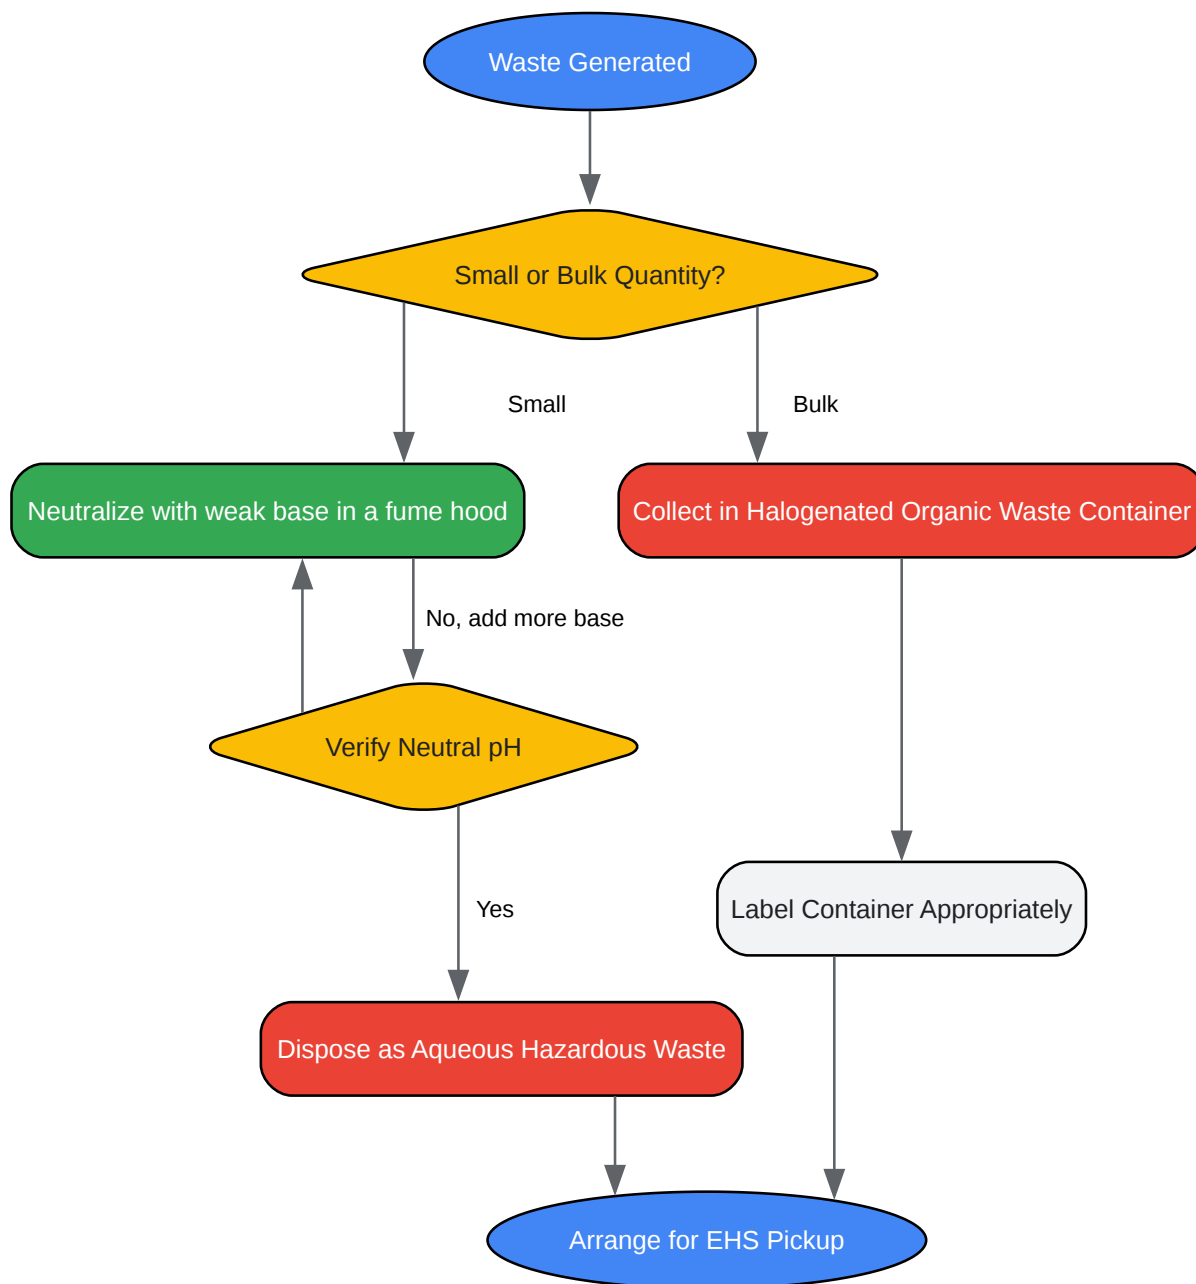 Waste Generated
Small or Bulk Quantity?
Small
Bulk
Neutralize with weak base in a fume hood
Collect in Halogenated Organic Waste Container
No, add more base
Verify Neutral pH
Yes
Label Container Appropriately
Dispose as Aqueous Hazardous Waste
Arrange for EHS Pickup